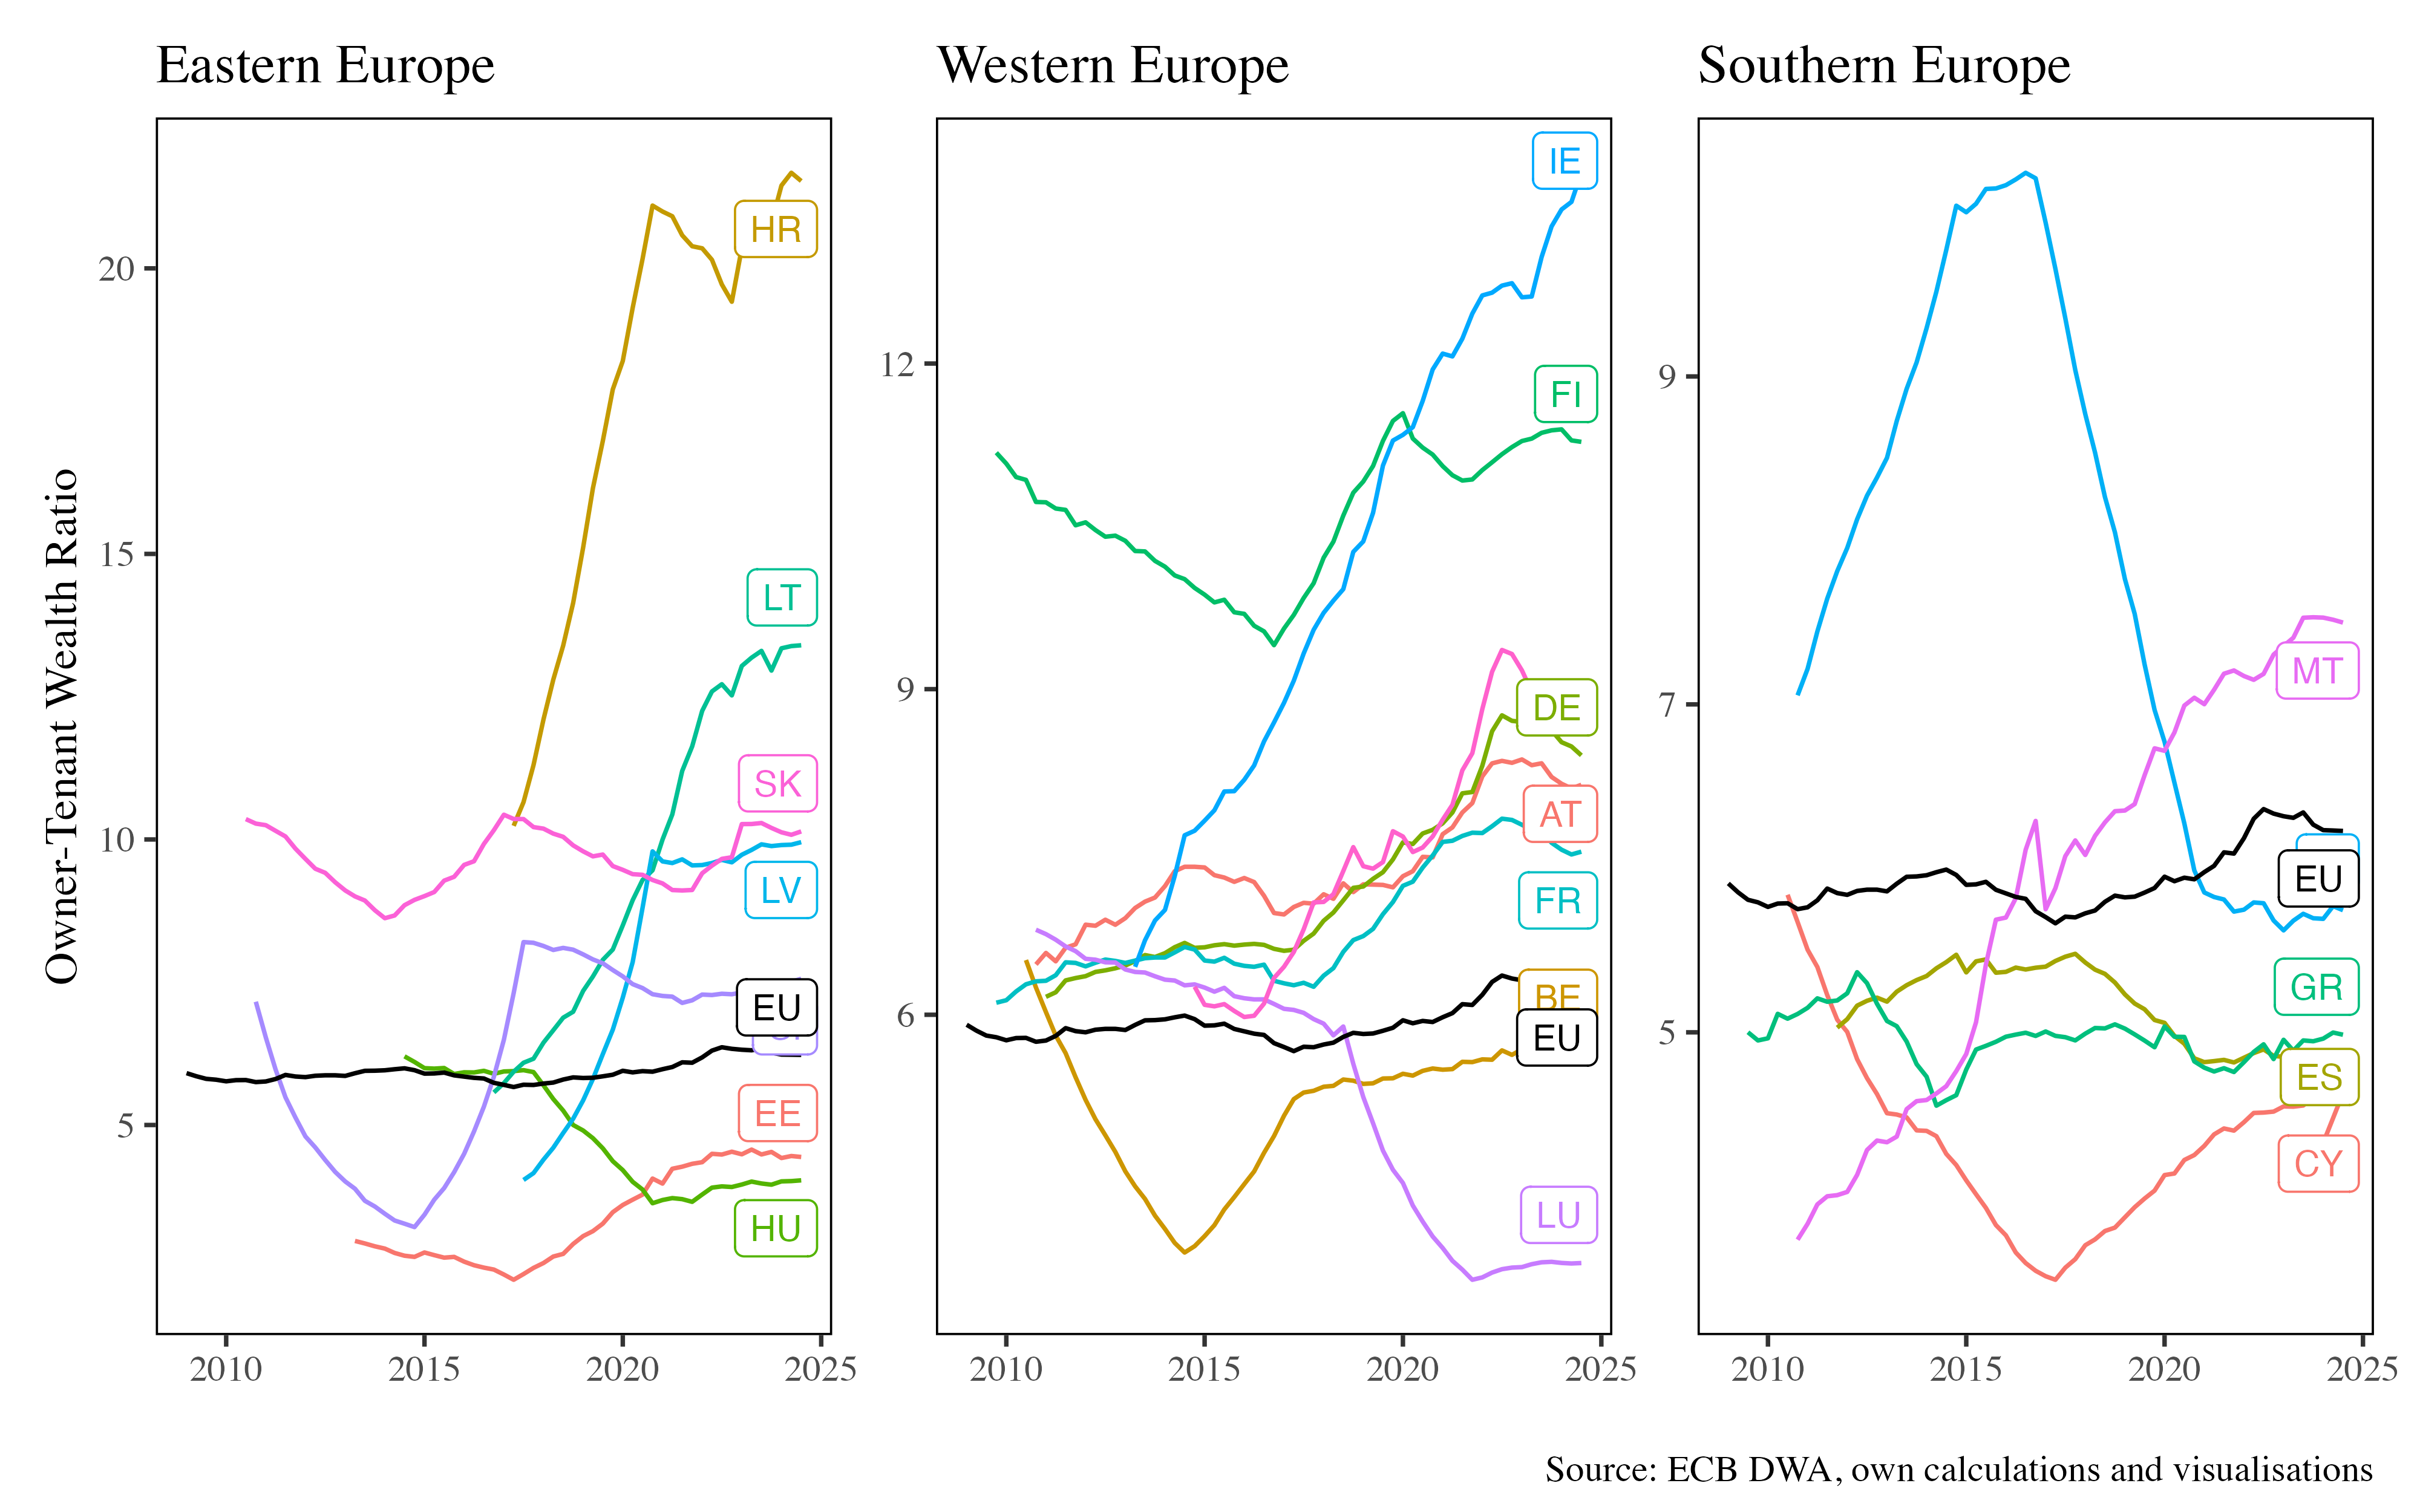 Eastern Europe
Western Europe
Southern Europe
Owner-Tenant Wealth Ratio
20
15
10
5
HR
LT
SK
LV
EU
EE
HU
2010 2015 2020 2025
12
9
6
IE
FI
DE
AT
FR
BE
EU
LU
2010 2015 2020 2025
9
7
5
MT
EU
GR
ES
CY
2010 2015 2020 2025
Source: ECB DWA, own calculations and visualisations